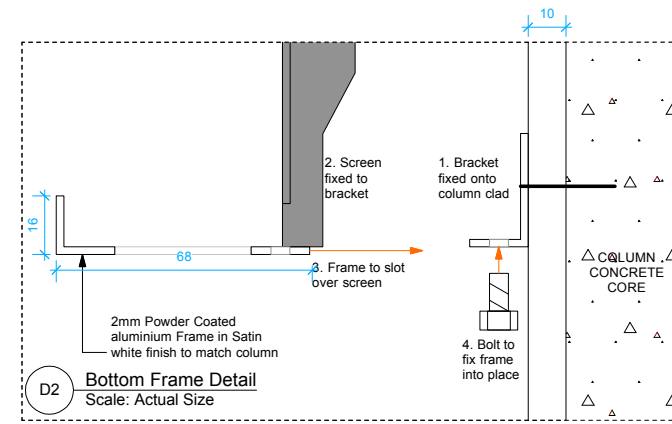 10
2. Screen
fixed to
bracket
1. Bracket
fixed onto
column clad
16
68
3. Frame to slot
over screen
COLUMN
CONCRETE
CORE
2mm Powder Coated
aluminium Frame in Satin
white finish to match column
4. Bolt to
fix frame
into place
D2
Bottom Frame Detail
Scale: Actual Size